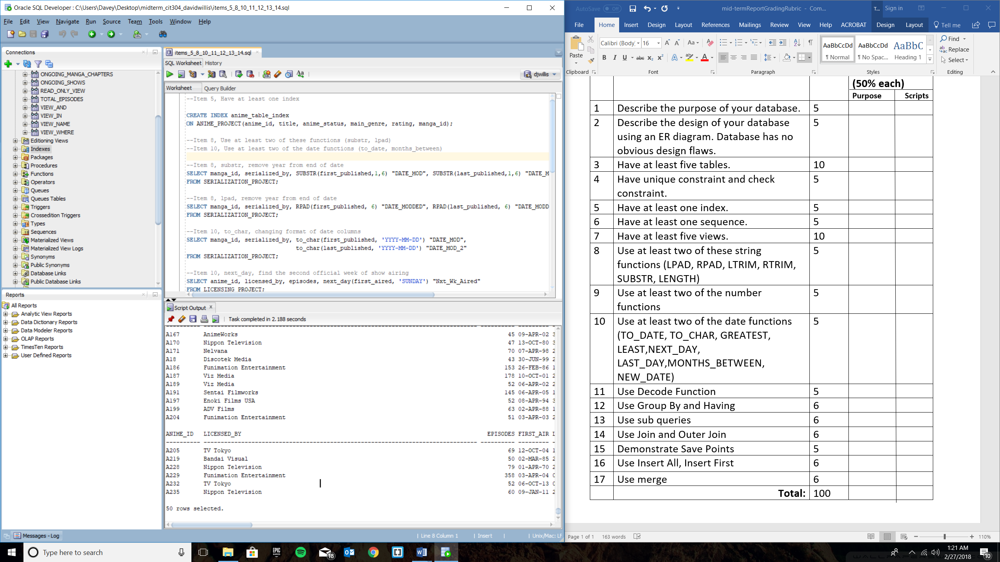 Oracle SQL Developer : C:\Users\Davey\Desktop\midterm_cit304_davidwillis\items_5_8_10_11_12_13_14.sql
File Edit View Navigate Run Source Team Tools Window Help
Connections
ONGOING_MANGA_CHAPTERS
ONGOING_SHOWS
READ_ONLY_VIEW
TOTAL_EPISODES
VIEW_AND
VIEW_IN
VIEW_NAME
VIEW_WHERE
Editioning Views
Indexes
Packages
Procedures
Functions
Operators
Queues
Queues Tables
Triggers
Crossedition Triggers
Types
Sequences
Materialized Views
Materialized View Logs
Synonyms
Public Synonyms
Database Links
Public Database Links
Reports
All Reports
Analytic View Reports
Data Dictionary Reports
Data Modeler Reports
OLAP Reports
TimesTen Reports
User Defined Reports
Messages - Log
items_5_8_10_11_12_13_14.sql
SQL Worksheet History
djwillis
Worksheet Query Builder
--Item 5, Have at least one index
CREATE INDEX anime_table_index
ON ANIME_PROJECT(anime_id, title, anime_status, main_genre, rating, manga_id);
--Item 8, Use at least two of these functions (substr, lpad)
--Item 10, Use at least two of the date functions (to_date, months_between)
--Item 8, substr, remove year from end of date
SELECT manga_id, serialized_by, SUBSTR(first_published,1,6) "DATE_MOD", SUBSTR(last_published,1,6) "DATE_M
FROM SERIALIZATION_PROJECT;
--Item 8, lpad, remove year from end of date
SELECT manga_id, serialized_by, RPAD(first_published, 6) "DATE_MODDED", RPAD(last_published, 6) "DATE_MODD
FROM SERIALIZATION_PROJECT;
--Item 10, to_char, changing format of date columns
SELECT manga_id, serialized_by, to_char(first_published, 'YYYY-MM-DD') "DATE_MOD",
to_char(last_published, 'YYYY-MM-DD') "DATE_MOD_2"
FROM SERIALIZATION_PROJECT;
--Item 10, next_day, find the second official week of show airing
SELECT anime_id, licensed_by, episodes, next_day(first_aired, 'SUNDAY') "Nxt_Wk_Aired"
FROM LICENSING_PROJECT;
Script Output
Task completed in 2.188 seconds
A167 AnimeWorks 45 09-APR-02 3
A170 Nippon Television 47 13-OCT-80 3
A171 Nelvana 70 07-APR-98 2
A18 Discotek Media 43 30-JUN-99 2
A186 Funimation Entertainment 153 26-FEB-86 1
A187 Viz Media 178 10-OCT-01 2
A189 Viz Media 52 06-APR-02 2
A191 Sentai Filmworks 145 06-APR-05 1
A197 Enoki Films USA 52 08-APR-94 3
A199 ADV Films 63 02-APR-88 1
A204 Funimation Entertainment 51 03-APR-03 2
ANIME_ID LICENSED_BY EPISODES FIRST_AIR
A205 TV Tokyo 69 12-OCT-04 1
A219 Bandai Visual 50 02-MAR-85 2
A228 Nippon Television 79 01-APR-70 2
A229 Funimation Entertainment 358 03-APR-04 0
A232 TV Tokyo 52 06-OCT-13 0
A235 Nippon Television 60 09-JAN-11 2
50 rows selected.
Line 8 Column 1 Insert Unix/Mac: LF
AutoSave Off mid-termReportGradingRubric - Com... T... Sign in
File Home Insert Design Layout References Mailings Review View Help ACROBAT Design Layout Tell me
Paste
Calibri (Body) 16
AaBbCcDd AaBbCcDd AaBbC
¶ Normal ¶ No Spac... Heading 1
Find
Replace
Select
Clipboard Font Paragraph Styles Editing
(50% each)
Purpose Scripts
1 Describe the purpose of your database. 5
2 Describe the design of your database 5
using an ER diagram. Database has no
obvious design flaws.
3 Have at least five tables. 10
4 Have unique constraint and check 5
constraint.
5 Have at least one index. 5
6 Have at least one sequence. 5
7 Have at least five views. 10
8 Use at least two of these string 5
functions (LPAD, RPAD, LTRIM, RTRIM,
SUBSTR, LENGTH)
9 Use at least two of the number 5
functions
10 Use at least two of the date functions 5
(TO_DATE, TO_CHAR, GREATEST,
LEAST,NEXT_DAY,
LAST_DAY,MONTHS_BETWEEN,
NEW_DATE)
11 Use Decode Function 5
12 Use Group By and Having 6
13 Use sub queries 6
14 Use Join and Outer Join 6
15 Demonstrate Save Points 5
16 Use Insert All, Insert First 6
17 Use merge 6
Total: 100
Page 1 of 1 163 words 110%
Type here to search
EPIC GAMES
18
1:21 AM
2/27/2018
10